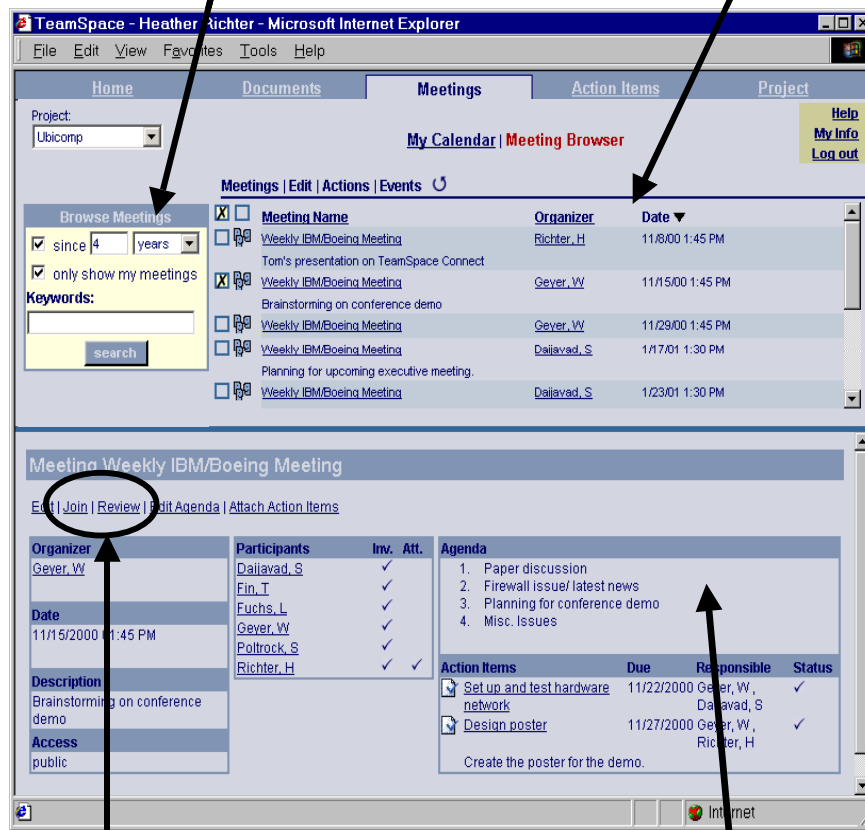 TeamSpace - Heather Richter - Microsoft Internet Explorer
File Edit View Favorites Tools Help
Home Documents Meetings Action Items Project
Project:
Ubicomp
My Calendar | Meeting Browser
Help
My Info
Log out
Meetings | Edit | Actions | Events
Browse Meetings
since 4 years
only show my meetings
Keywords:
search
Meeting Name Organizer Date
Weekly IBM/Boeing Meeting Richter, H 11/8/00 1:45 PM
Tom's presentation on TeamSpace Connect
Weekly IBM/Boeing Meeting Geyer, W 11/15/00 1:45 PM
Brainstorming on conference demo
Weekly IBM/Boeing Meeting Geyer, W 11/29/00 1:45 PM
Weekly IBM/Boeing Meeting Daijavad, S 1/17/01 1:30 PM
Planning for upcoming executive meeting.
Weekly IBM/Boeing Meeting Daijavad, S 1/23/01 1:30 PM
Meeting Weekly IBM/Boeing Meeting
Edit | Join | Review | Edit Agenda | Attach Action Items
Organizer
Geyer, W
Date
11/15/2000 01:45 PM
Description
Brainstorming on conference
demo
Access
public
Participants Inv. Att.
Daijavad, S ✓
Fin, T ✓
Fuchs, L ✓
Geyer, W ✓
Poltrock, S ✓
Richter, H ✓ ✓
Agenda
1. Paper discussion
2. Firewall issue/ latest news
3. Planning for conference demo
4. Misc. Issues
Action Items Due Responsible Status
Set up and test hardware 11/22/2000 Geyer, W , ✓
network Daijavad, S
Design poster 11/27/2000 Geyer, W , ✓
Richter, H
Create the poster for the demo.
Internet